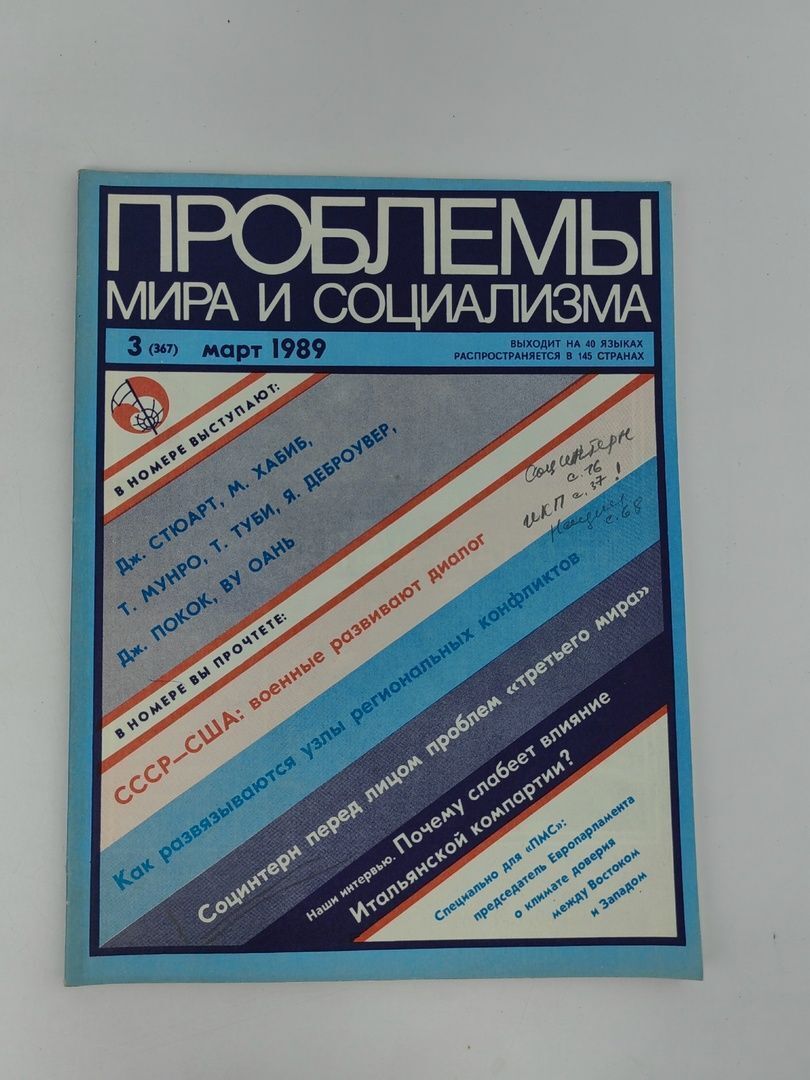 ПРОБЛЕМЫ
МИРА И СОЦИАЛИЗМА
3 (367) март 1989
ВЫХОДИТ НА 40 ЯЗЫКАХ
РАСПРОСТРАНЯЕТСЯ В 145 СТРАНАХ
В НОМЕРЕ ВЫСТУПАЮТ:
Дж. СТЮАРТ, М. ХАБИБ,
Т. МУНРО, Т. ТУБИ, Я. ДЕБРОУВЕР,
Дж. ПОКОК, ВУ ОАНЬ
Социнтерн
с. 16
ИКП с. 37!
с. 68
В НОМЕРЕ ВЫ ПРОЧТЕТЕ:
СССР—США: военные развивают диалог
Как развязываются узлы региональных конфликтов
Социнтерн перед лицом проблем «третьего мира»
Наши интервью. Почему слабеет влияние
Итальянской компартии?
Специально для «ПМС»:
председатель Европарламента
о климате доверия
между Востоком
и Западом